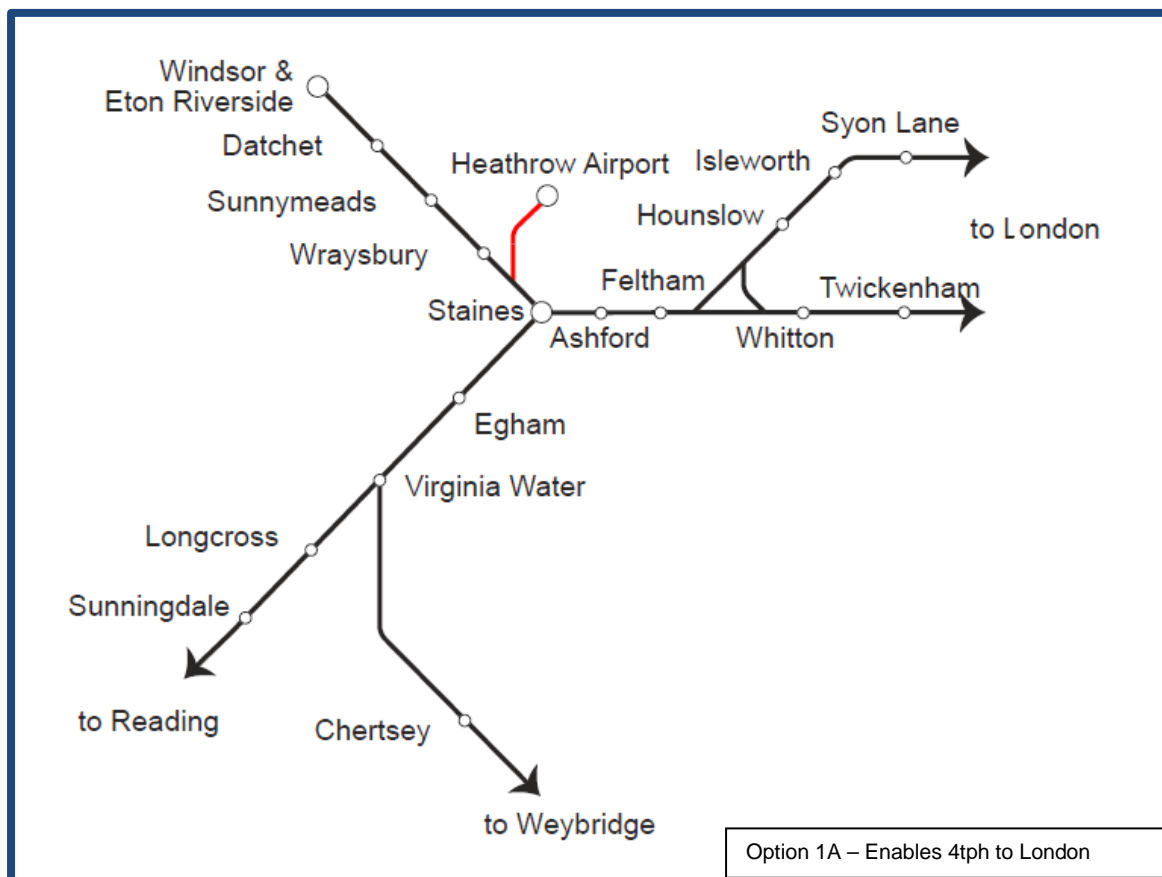 Windsor &
Eton Riverside
Datchet
Sunnymeads
Wraysbury
Heathrow Airport
Syon Lane
Isleworth
Hounslow
to London
Feltham
Twickenham
Staines
Ashford
Whitton
Egham
Virginia Water
Longcross
Sunningdale
to Reading
Chertsey
to Weybridge
Option 1A – Enables 4tph to London